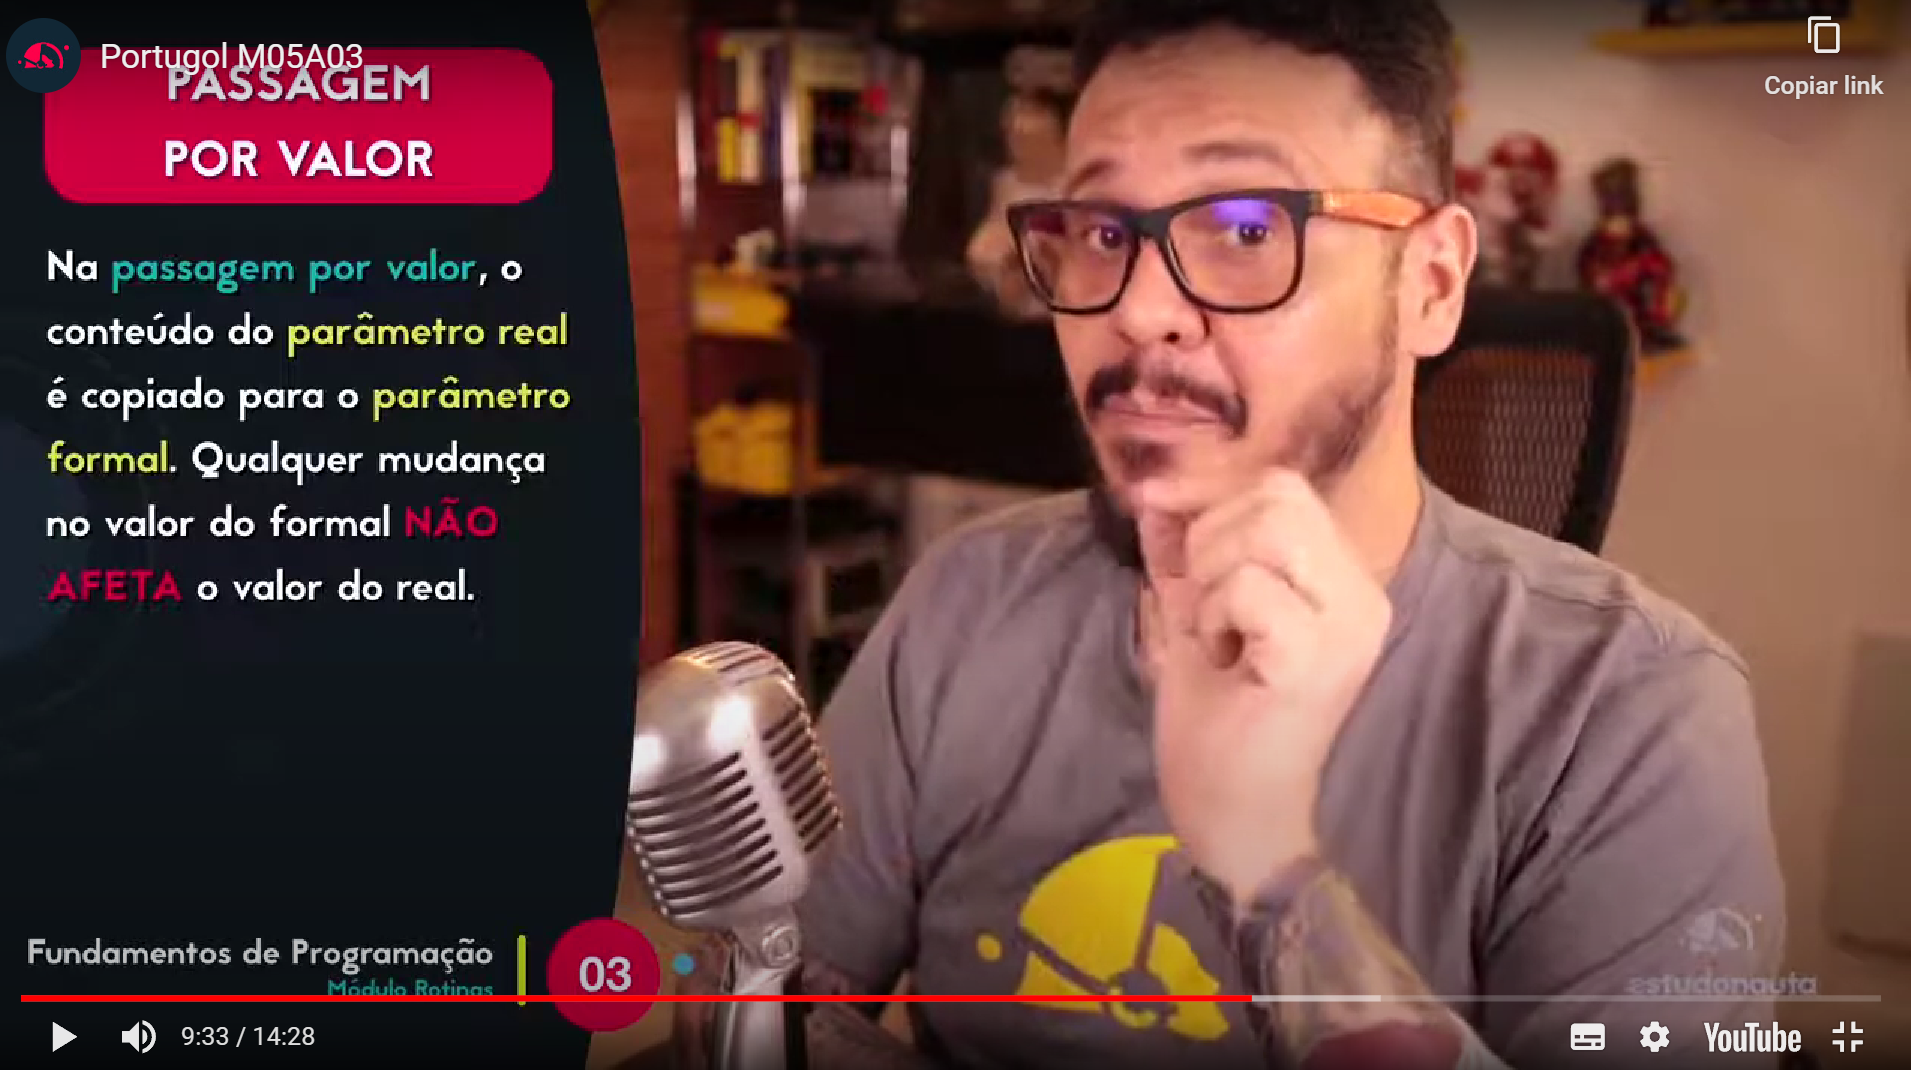 Portugol M05A03
Copiar link
PASSAGEM
POR VALOR
Na passagem por valor, o
conteúdo do parâmetro real
é copiado para o parâmetro
formal. Qualquer mudança
no valor do formal NÃO
AFETA o valor do real.
Fundamentos de Programação
Módulo Rotinas
03
estudonauta
9:33 / 14:28
YouTube